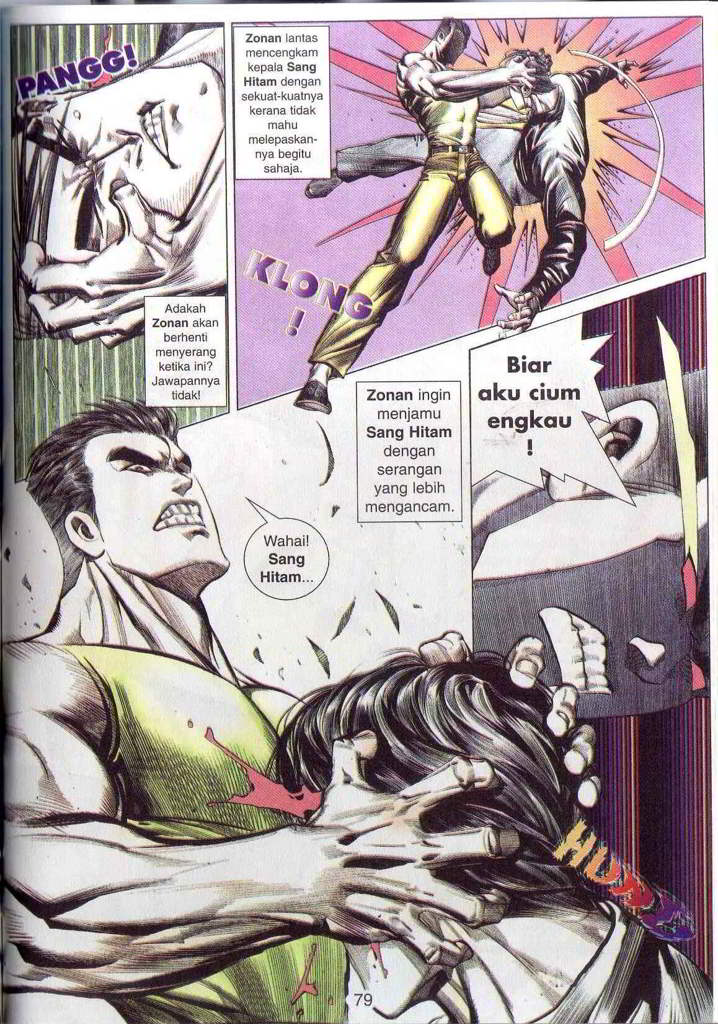 PANGG!
Adakah
Zonan akan
berhenti
menyerang
ketika ini?
Jawapannya
tidak!
Zonan lantas
mencengkam
kepala Sang
Hitam dengan
sekuat-kuatnya
kerana tidak
mahu
melepaskan-
nya begitu
sahaja.
KLONG
!
Zonan ingin
menjamu
Sang Hitam
dengan
serangan
yang lebih
mengancam.
Biar
aku cium
engkau
!
Wahai!
Sang
Hitam...
79